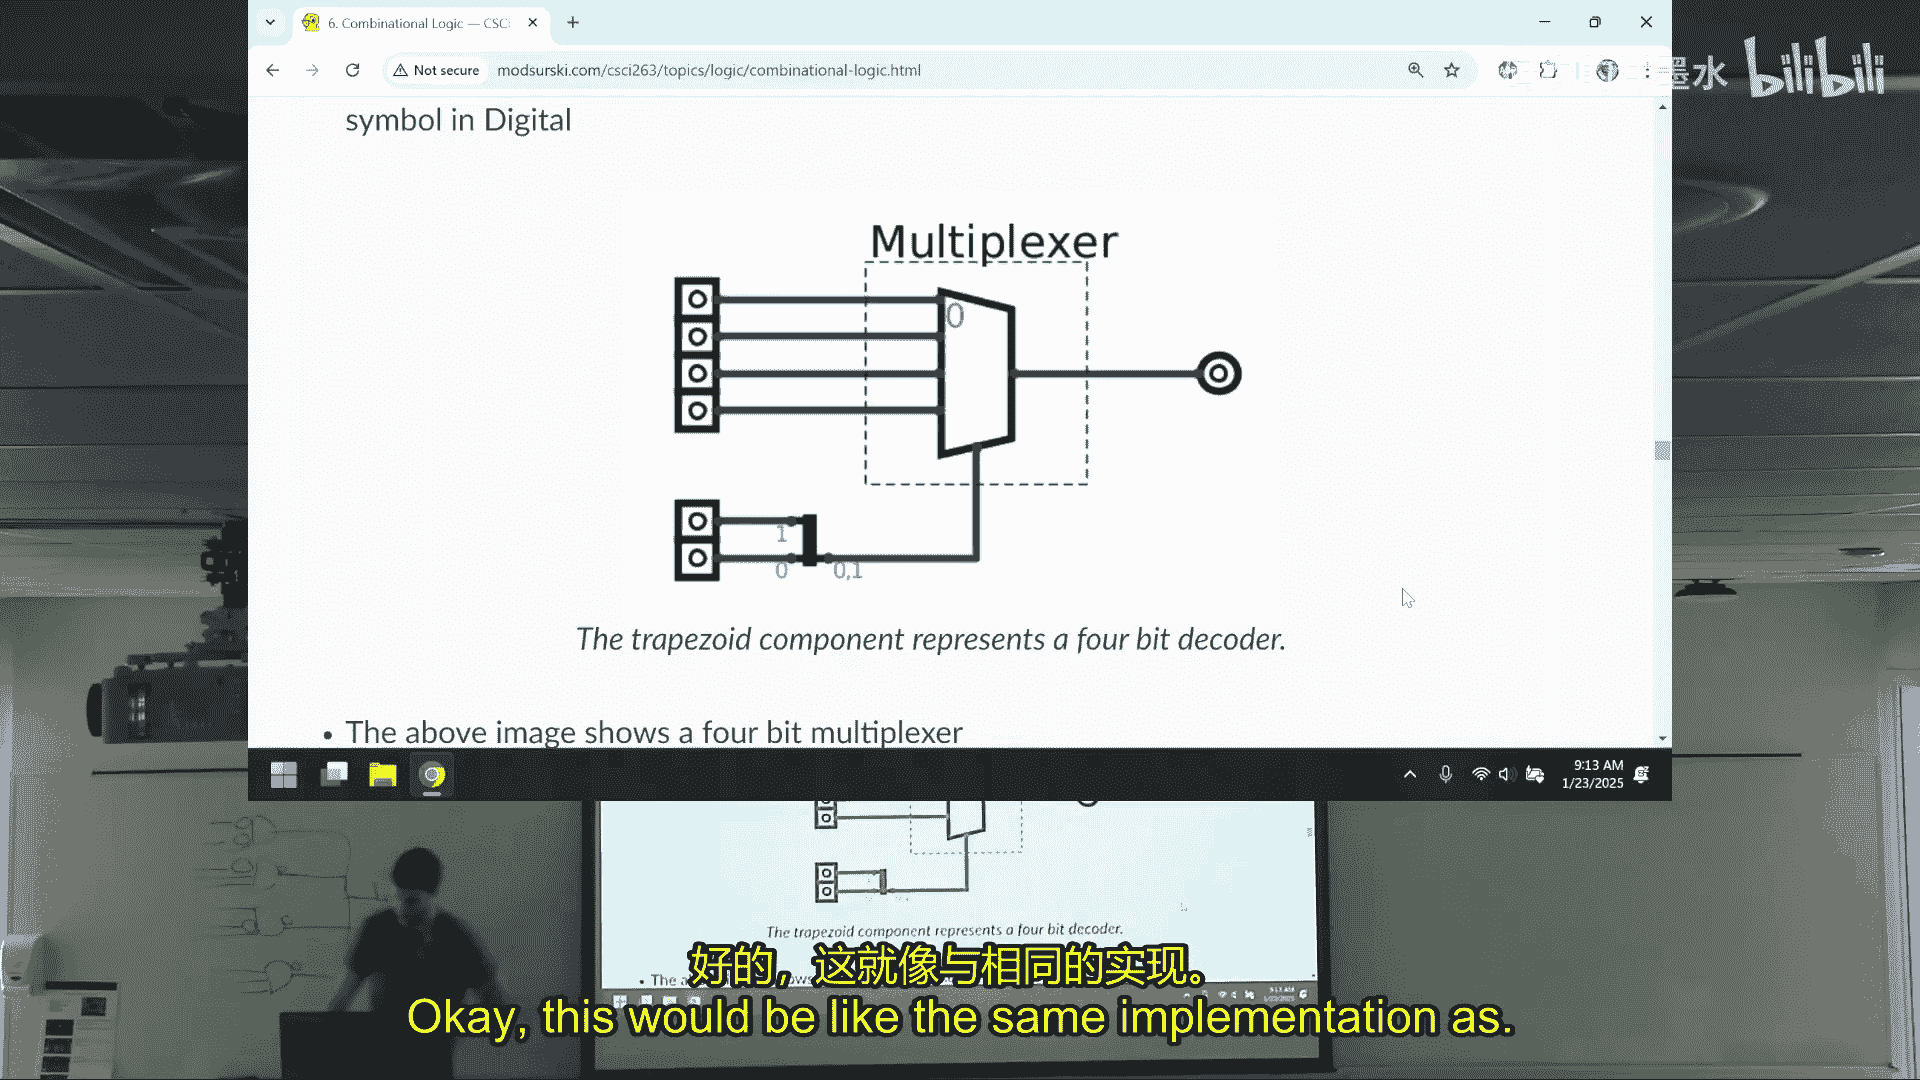 6. Combinational Logic — CSC
Not secure
modsurski.com/csci263/topics/logic/combinational-logic.html
墨水 bilibili
symbol in Digital
Multiplexer
0
1
0
0,1
The trapezoid component represents a four bit decoder.
The above image shows a four bit multiplexer
9:13 AM
1/23/2025
The trapezoid component represents a four bit decoder.
好的，这就像与相同的实现。
Okay, this would be like the same implementation as.